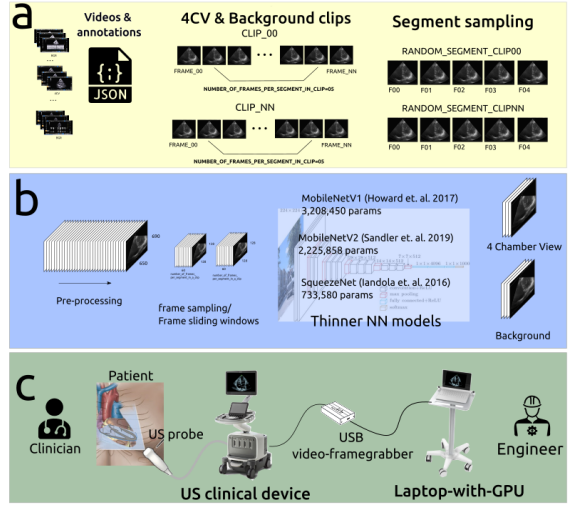 a
Videos &
annotations
{;}
JSON
4CV & Background clips
CLIP_00
FRAME_00
FRAME_NN
NUMBER_OF_FRAMES_PER_SEGMENT_IN_CLIP=05
CLIP_NN
FRAME_00
FRAME_NN
NUMBER_OF_FRAMES_PER_SEGMENT_IN_CLIP=05
Segment sampling
RANDOM_SEGMENT_CLIP00
F00 F01 F02 F03 F04
RANDOM_SEGMENT_CLIPNN
F00 F01 F02 F03 F04
b
690
650
Pre-processing
frame sampling/
Frame sliding windows
MobileNetV1 (Howard et. al. 2017)
3,208,450 params
MobileNetV2 (Sandler et. al. 2019)
2,225,858 params
SqueezeNet (Iandola et. al. 2016)
733,580 params
Thinner NN models
4 Chamber View
Background
c
Clinician
Patient
US probe
US clinical device
USB
video-framegrabber
Laptop-with-GPU
Engineer